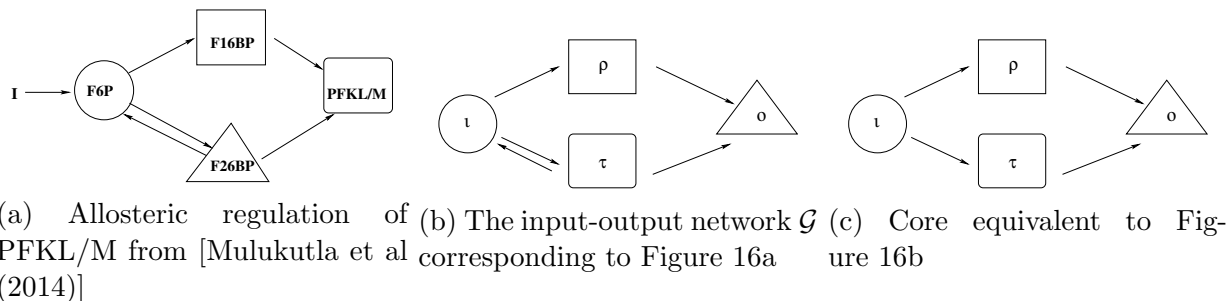 I
F6P
F16BP
PFKL/M
F26BP
ι
ρ
τ
o
ι
ρ
τ
o
(a) Allosteric regulation of
PFKL/M from [Mulukutla et al
(2014)]
(b) The input-output network 𝒢
corresponding to Figure 16a
(c) Core equivalent to Fig-
ure 16b